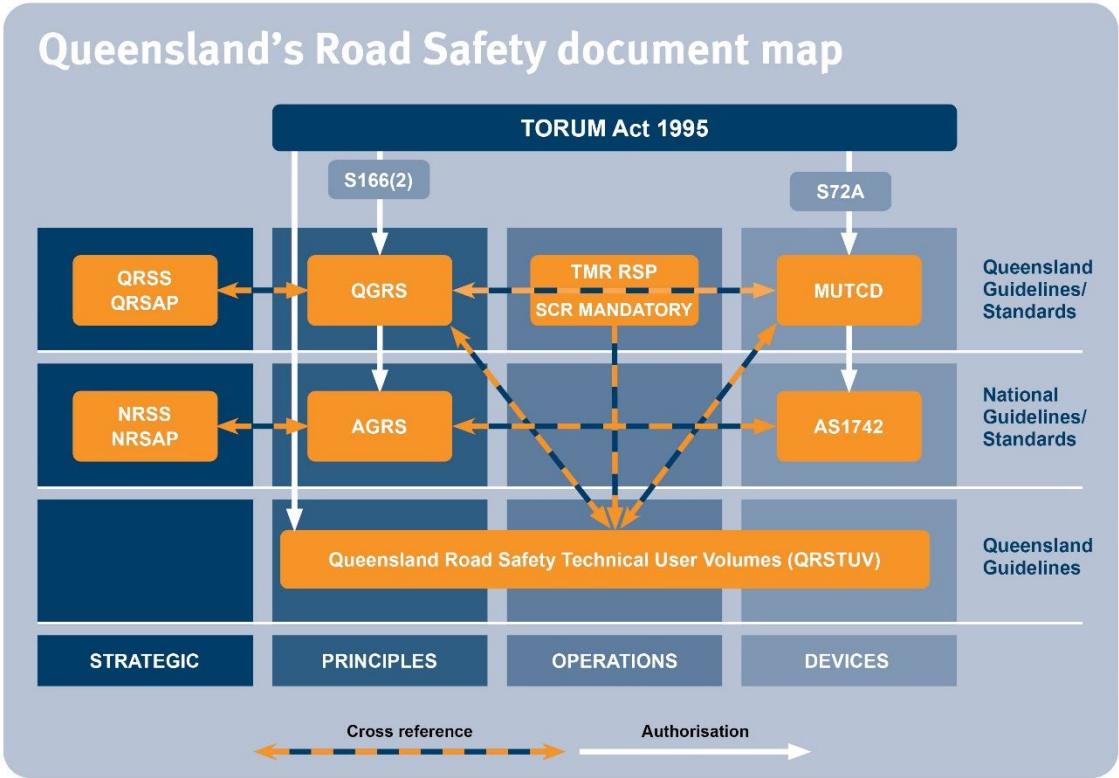 Queensland's Road Safety document map
TORUM Act 1995
S166(2)
S72A
QRSS
QRSAP
QGRS
TMR RSP
SCR MANDATORY
MUTCD
Queensland
Guidelines/
Standards
NRSS
NRSAP
AGRS
AS1742
National
Guidelines/
Standards
Queensland Road Safety Technical User Volumes (QRSTUV)
Queensland
Guidelines
STRATEGIC
PRINCIPLES
OPERATIONS
DEVICES
Cross reference
Authorisation